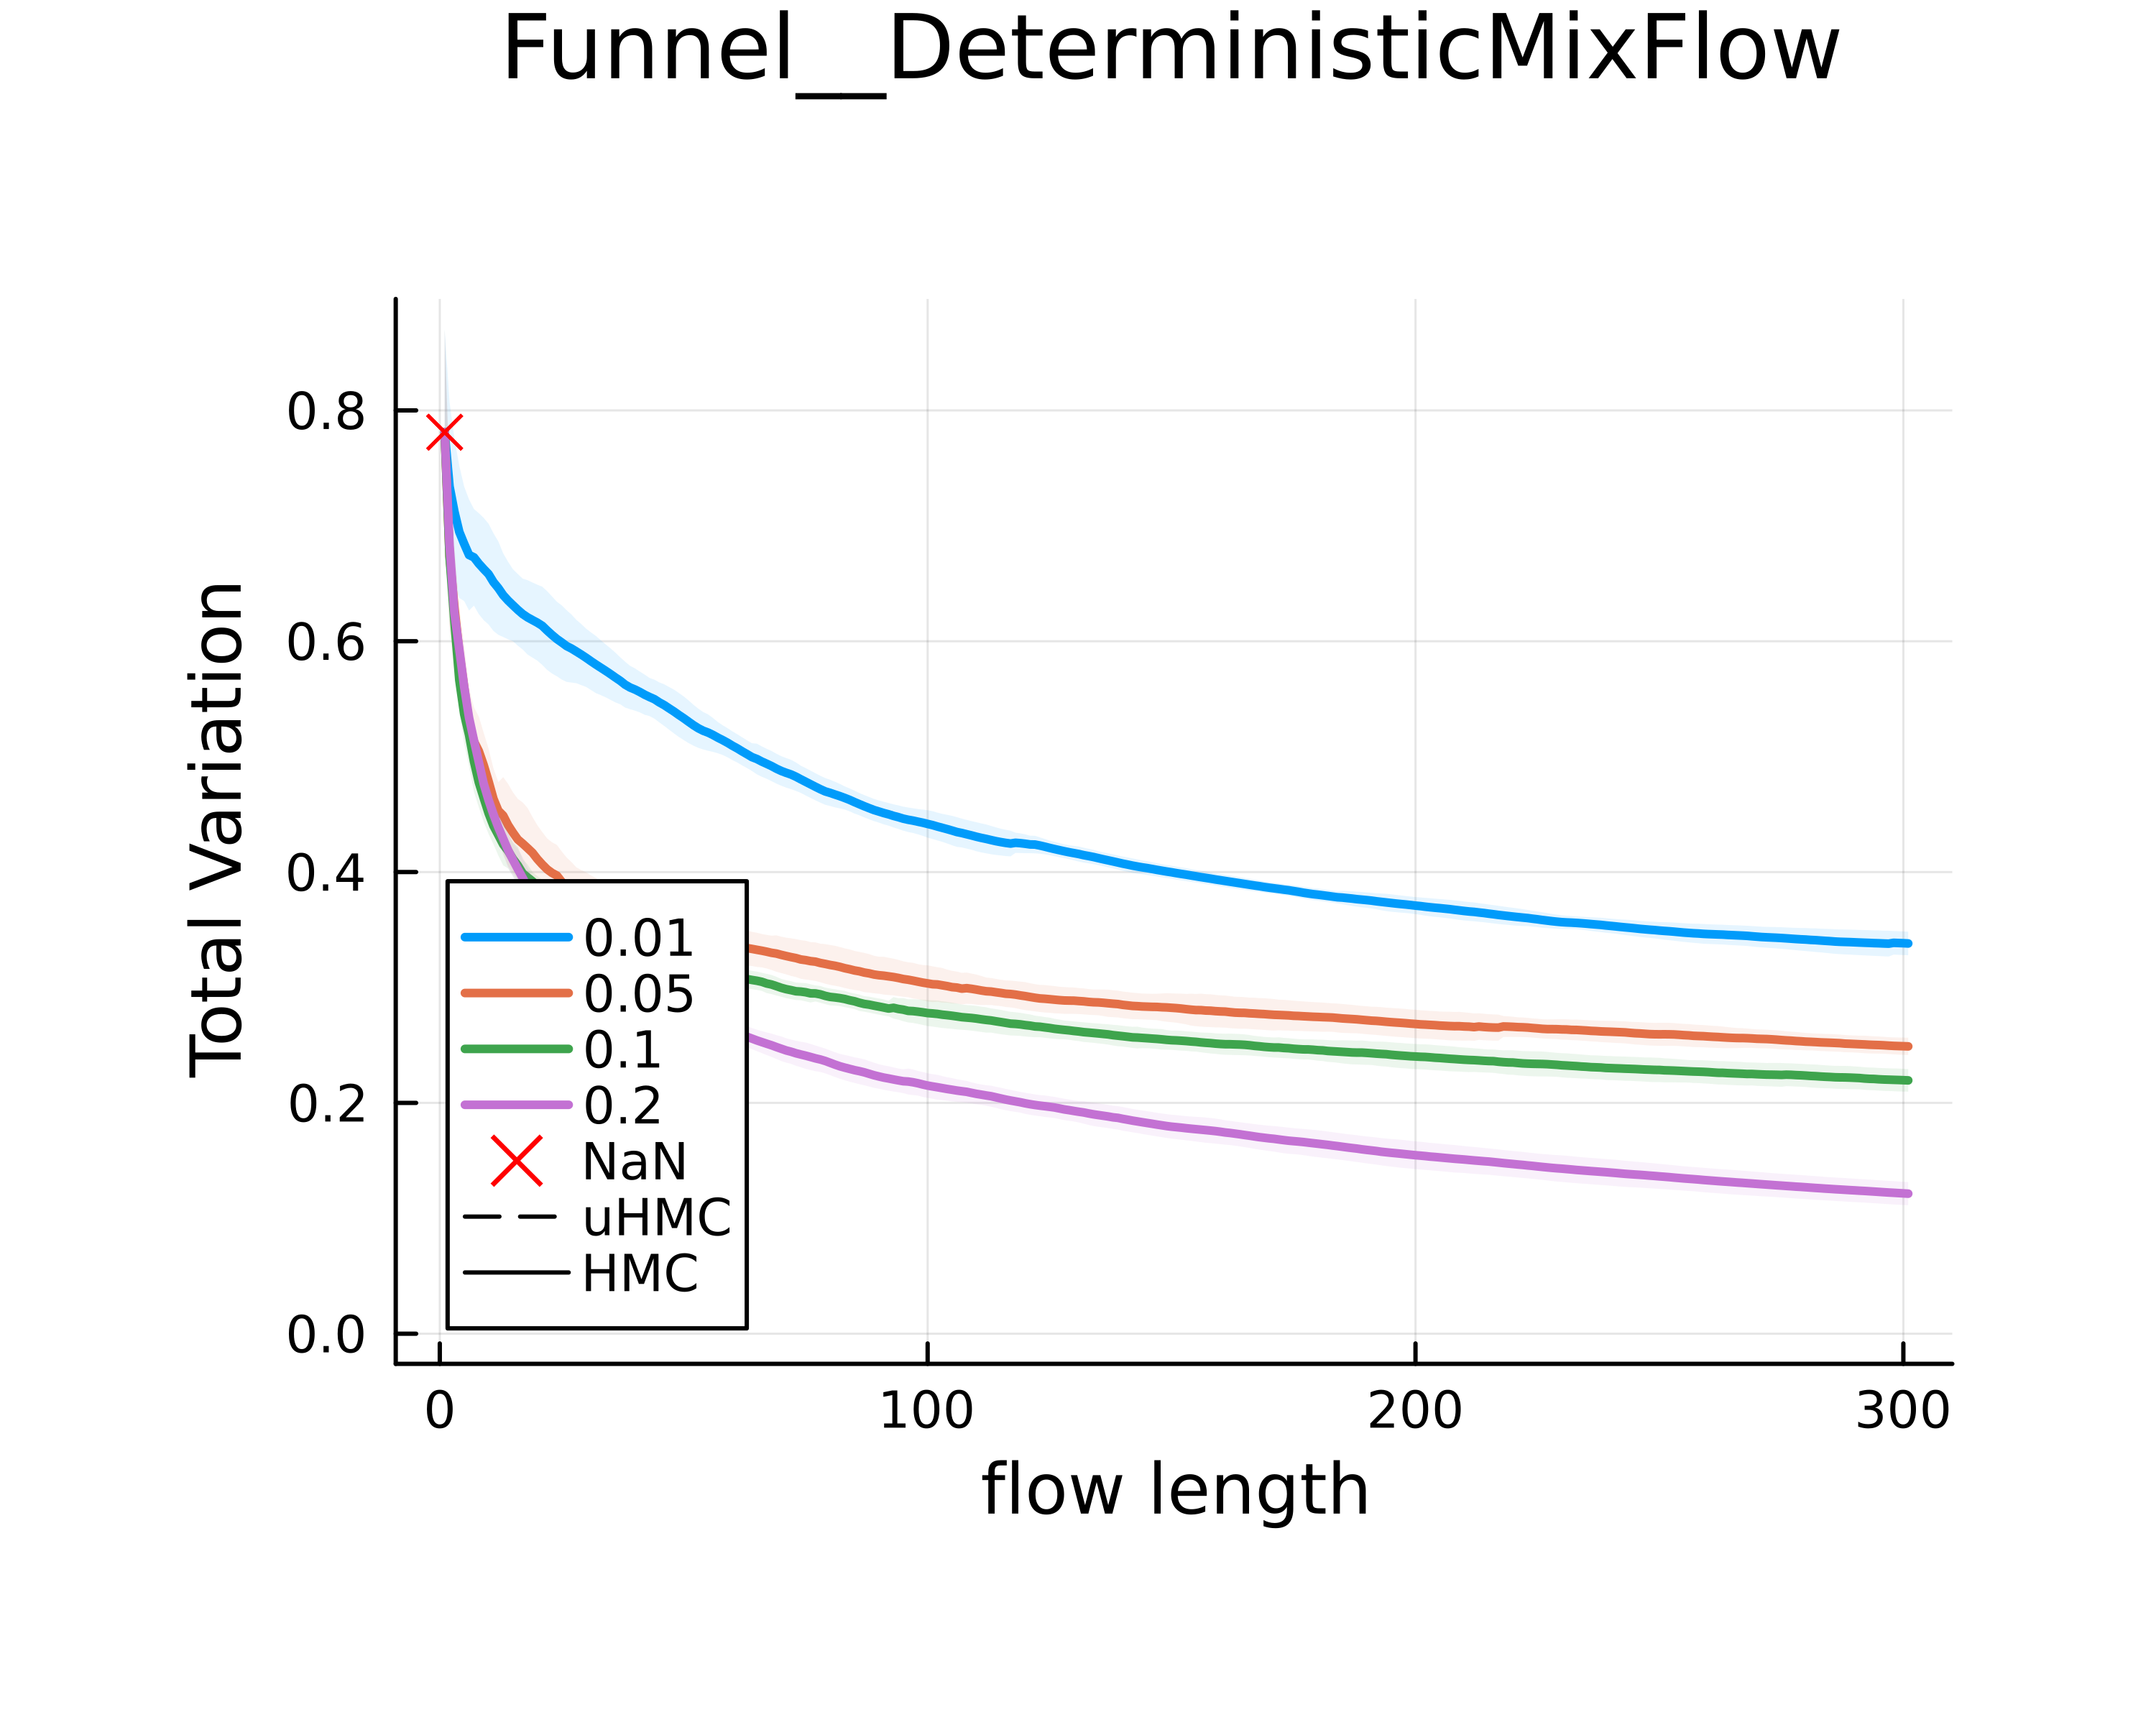 Funnel__DeterministicMixFlow
Total Variation
0.8
0.6
0.4
0.2
0.0
0.01
0.05
0.1
0.2
NaN
uHMC
HMC
0 100 200 300
flow length